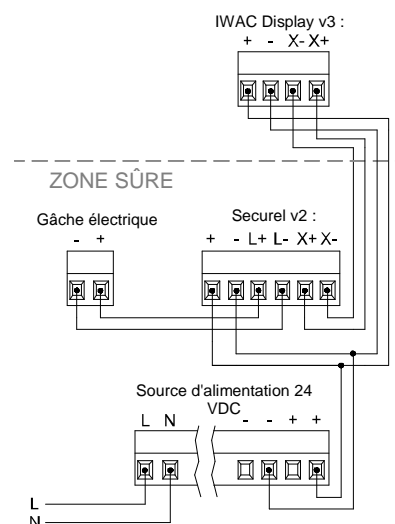 IWAC Display v3 :
+ - X- X+
ZONE SÛRE
Gâche électrique
- +
Securel v2 :
+ - L+ L- X+ X-
Source d'alimentation 24
VDC
L N - - + +
L
N